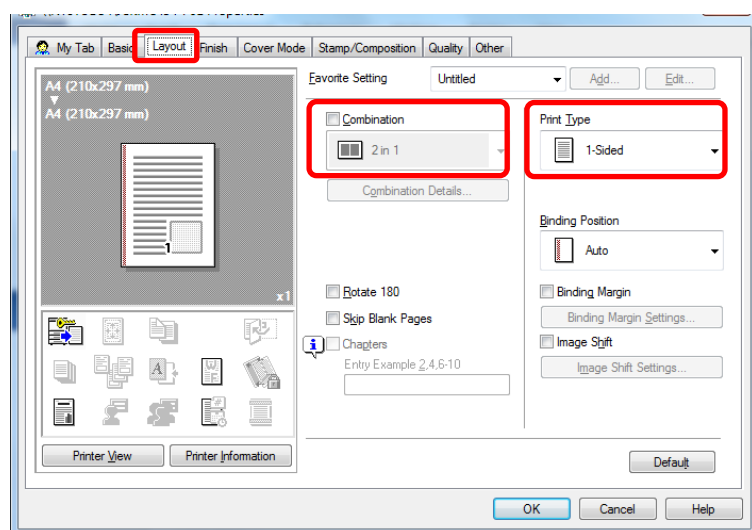 My Tab Basic Layout Finish Cover Mode Stamp/Composition Quality Other
A4 (210x297 mm)
A4 (210x297 mm)
1
x1
Printer View Printer Information
Favorite Setting Untitled Add... Edit...
Combination
2 in 1
Combination Details...
Print Type
1-Sided
Binding Position
Auto
Rotate 180
Skip Blank Pages
Chapters
Entry Example 2,4,6-10
Binding Margin
Binding Margin Settings...
Image Shift
Image Shift Settings...
Default
OK Cancel Help